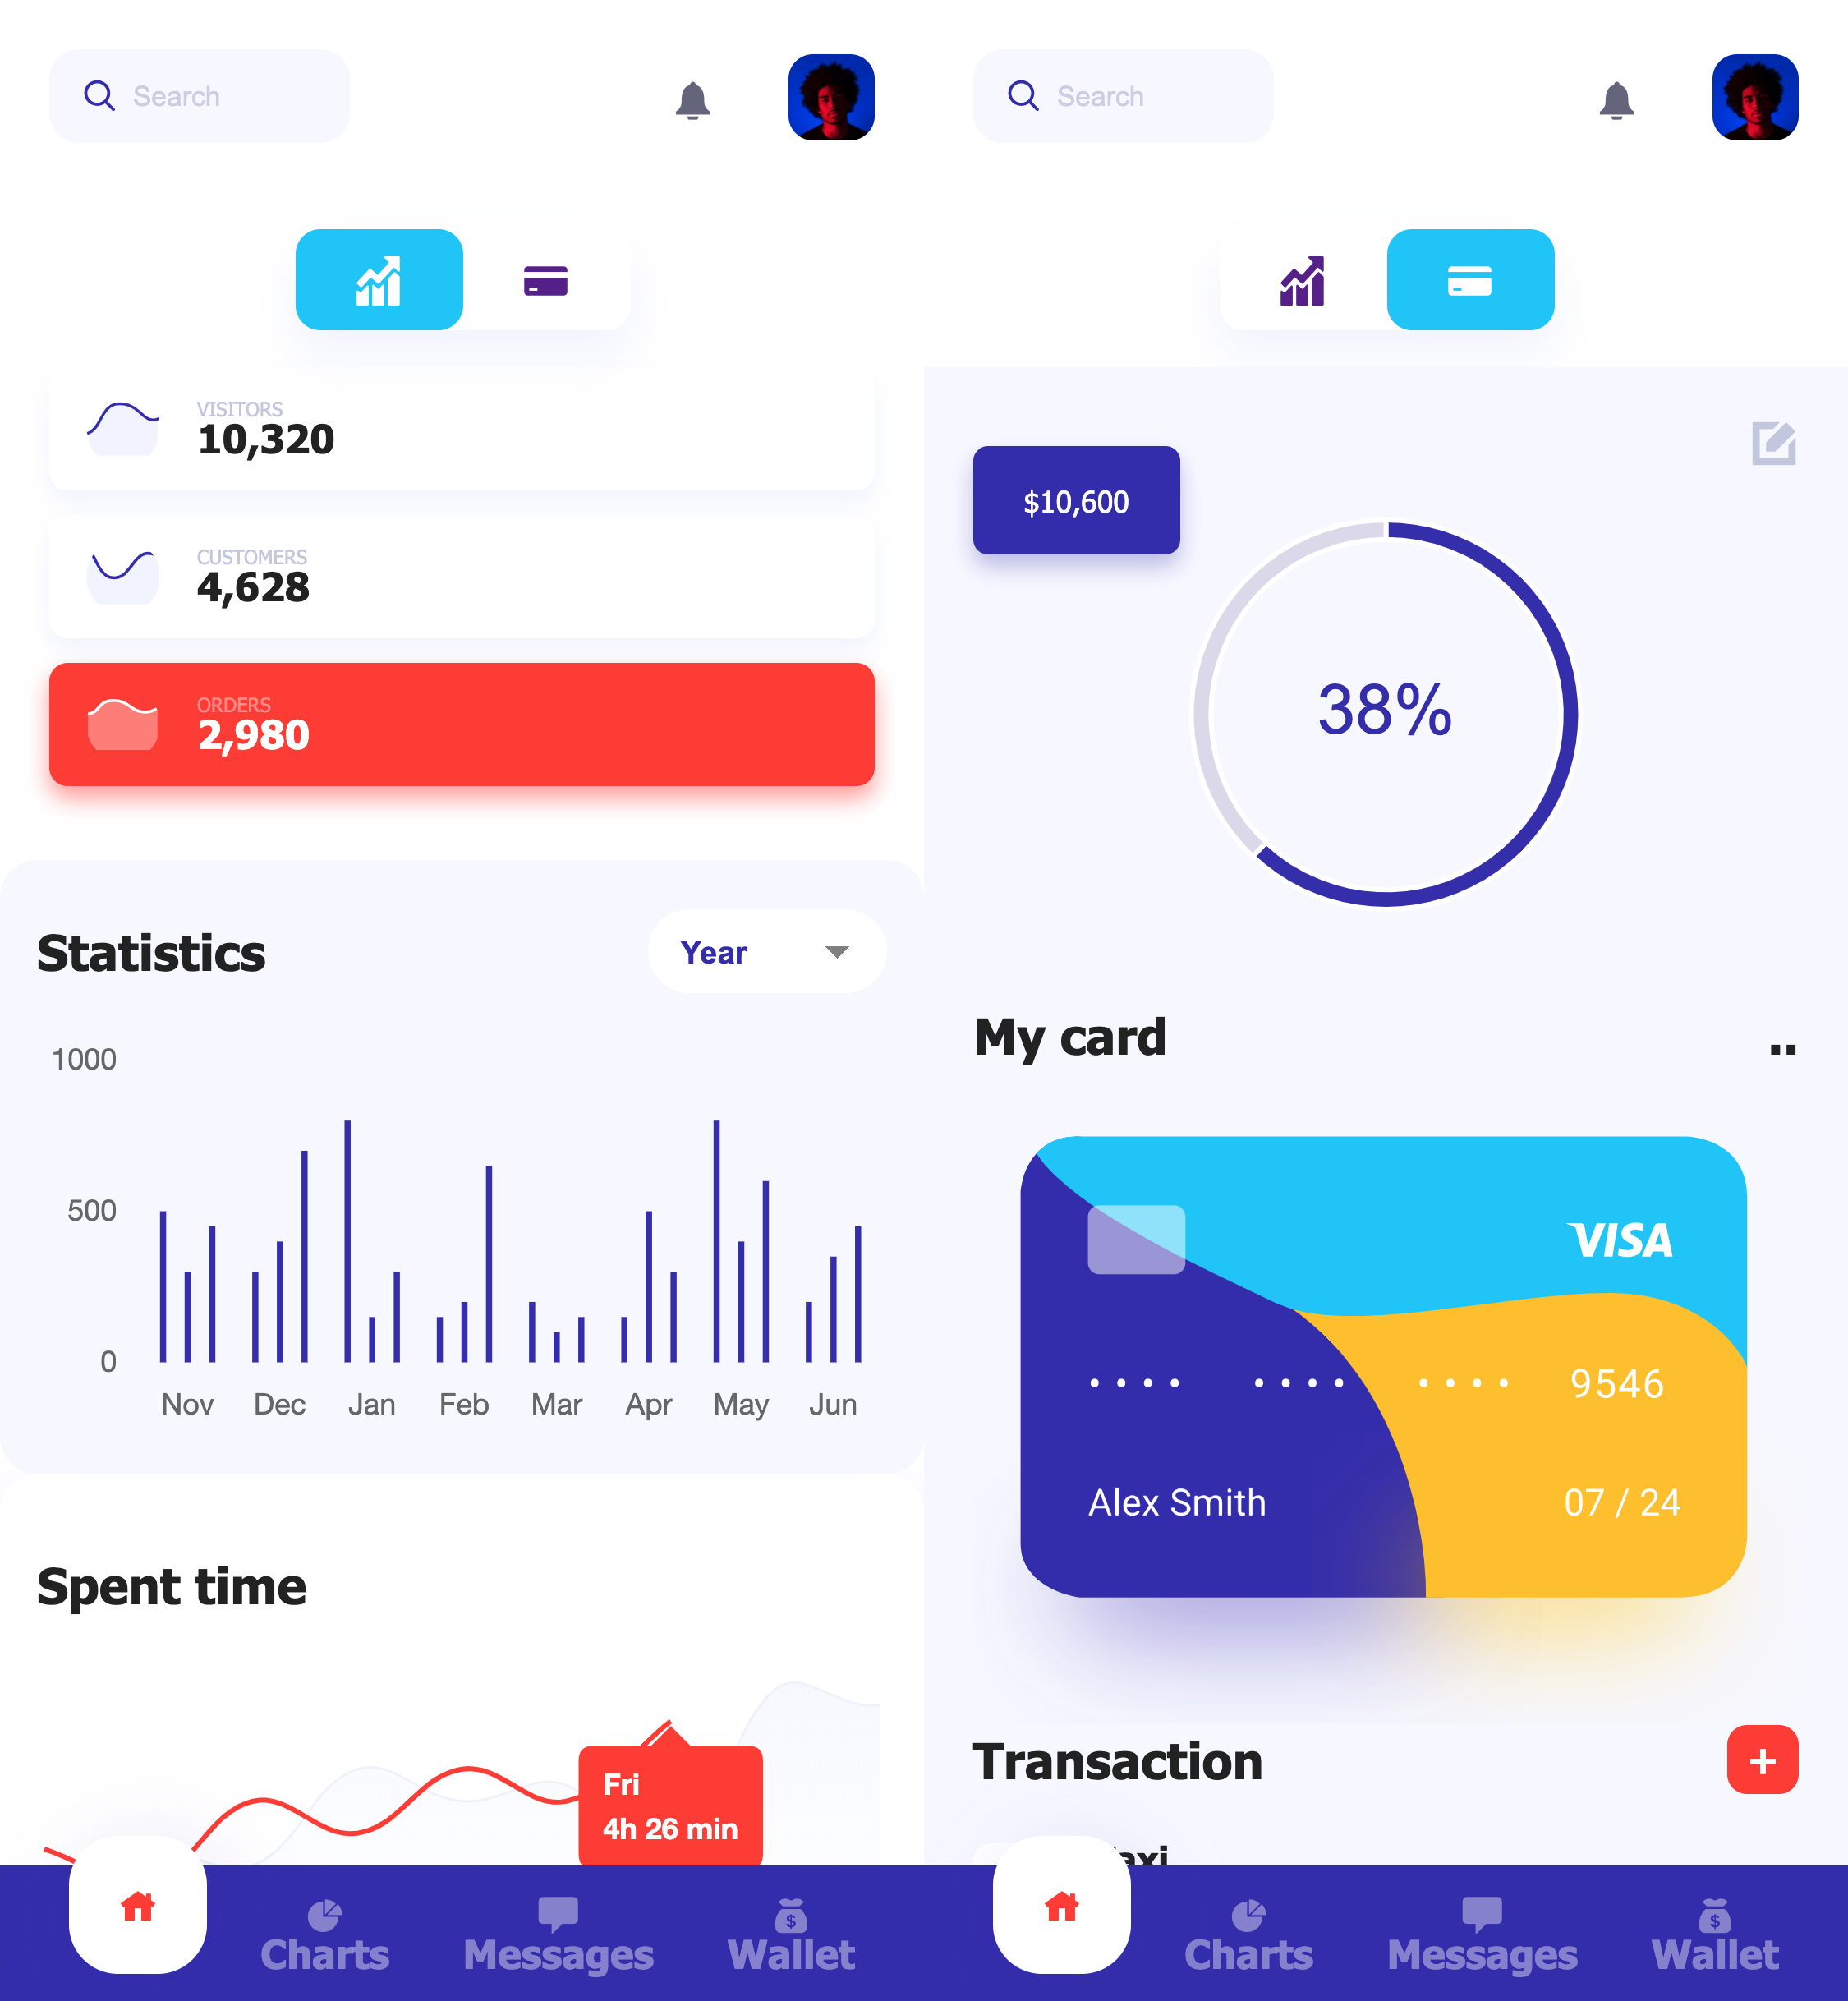 Search
VISITORS
10,320
CUSTOMERS
4,628
ORDERS
2,980
Statistics
Year
1000
500
0
Nov Dec Jan Feb Mar Apr May Jun
Spent time
Fri
4h 26 min
Charts Messages Wallet
Search
$10,600
38%
My card
..
VISA
•••• •••• •••• 9546
Alex Smith 07 / 24
Transaction
+
Charts Messages Wallet